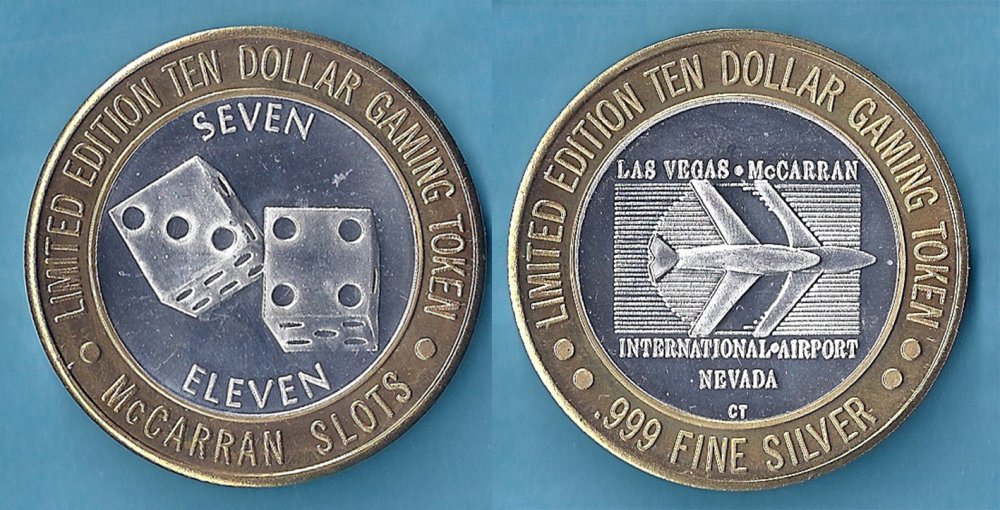 LIMITED EDITION TEN DOLLAR GAMING TOKEN
SEVEN
ELEVEN
McCARRAN SLOTS
LIMITED EDITION TEN DOLLAR GAMING TOKEN
LAS VEGAS • McCARRAN
INTERNATIONAL • AIRPORT
NEVADA
CT
.999 FINE SILVER